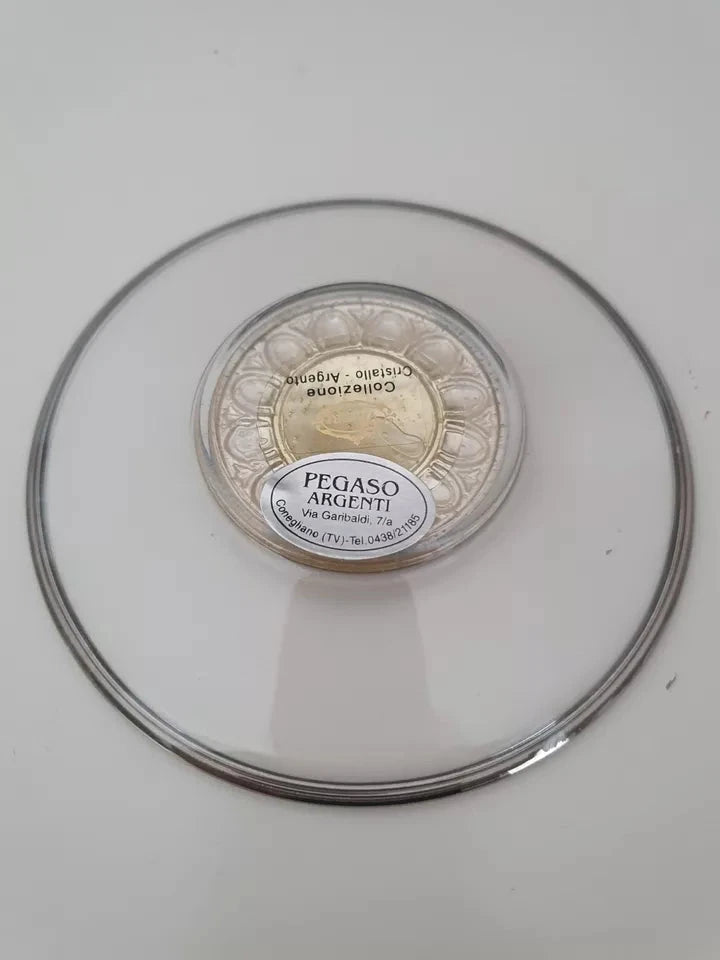 Collezione
Cristallo - Argento
PEGASO
ARGENTI
Via Garibaldi, 7/a
Conegliano (TV)-Tel.0438/21185